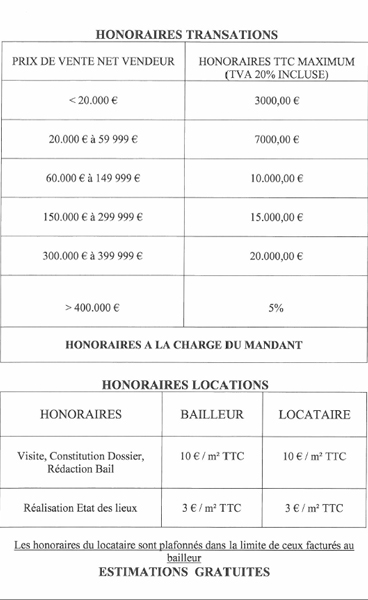 HONORAIRES TRANSATIONS
PRIX DE VENTE NET VENDEUR HONORAIRES TTC MAXIMUM
(TVA 20% INCLUSE)
< 20.000 € 3000,00 €
20.000 € à 59 999 € 7000,00 €
60.000 € à 149 999 € 10.000,00 €
150.000 € à 299 999 € 15.000,00 €
300.000 € à 399 999 € 20.000,00 €
> 400.000 € 5%
HONORAIRES A LA CHARGE DU MANDANT
HONORAIRES LOCATIONS
HONORAIRES BAILLEUR LOCATAIRE
Visite, Constitution Dossier,
Rédaction Bail 10 € / m² TTC 10 € / m² TTC
Réalisation Etat des lieux 3 € / m² TTC 3 € / m² TTC
Les honoraires du locataire sont plafonnés dans la limite de ceux facturés au
bailleur
ESTIMATIONS GRATUITES